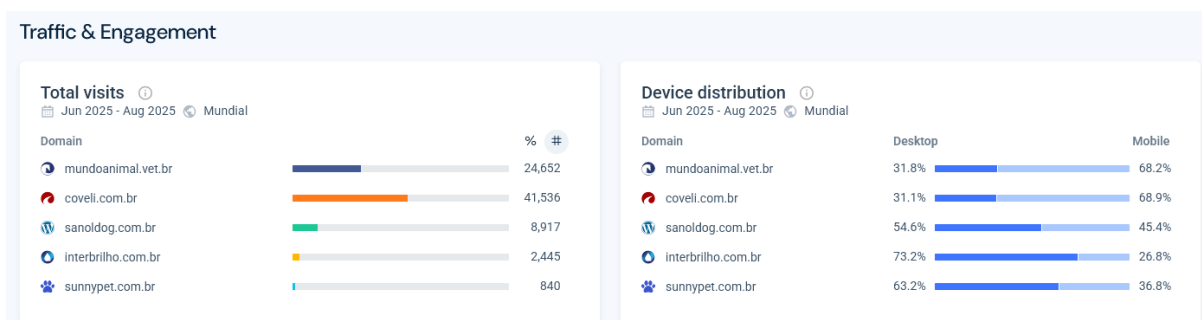 Traffic & Engagement
Total visits
Jun 2025 - Aug 2025 Mundial
Domain % #
mundoanimal.vet.br 24,652
coveli.com.br 41,536
sanoldog.com.br 8,917
interbrilho.com.br 2,445
sunnypet.com.br 840
Device distribution
Jun 2025 - Aug 2025 Mundial
Domain Desktop Mobile
mundoanimal.vet.br 31.8% 68.2%
coveli.com.br 31.1% 68.9%
sanoldog.com.br 54.6% 45.4%
interbrilho.com.br 73.2% 26.8%
sunnypet.com.br 63.2% 36.8%